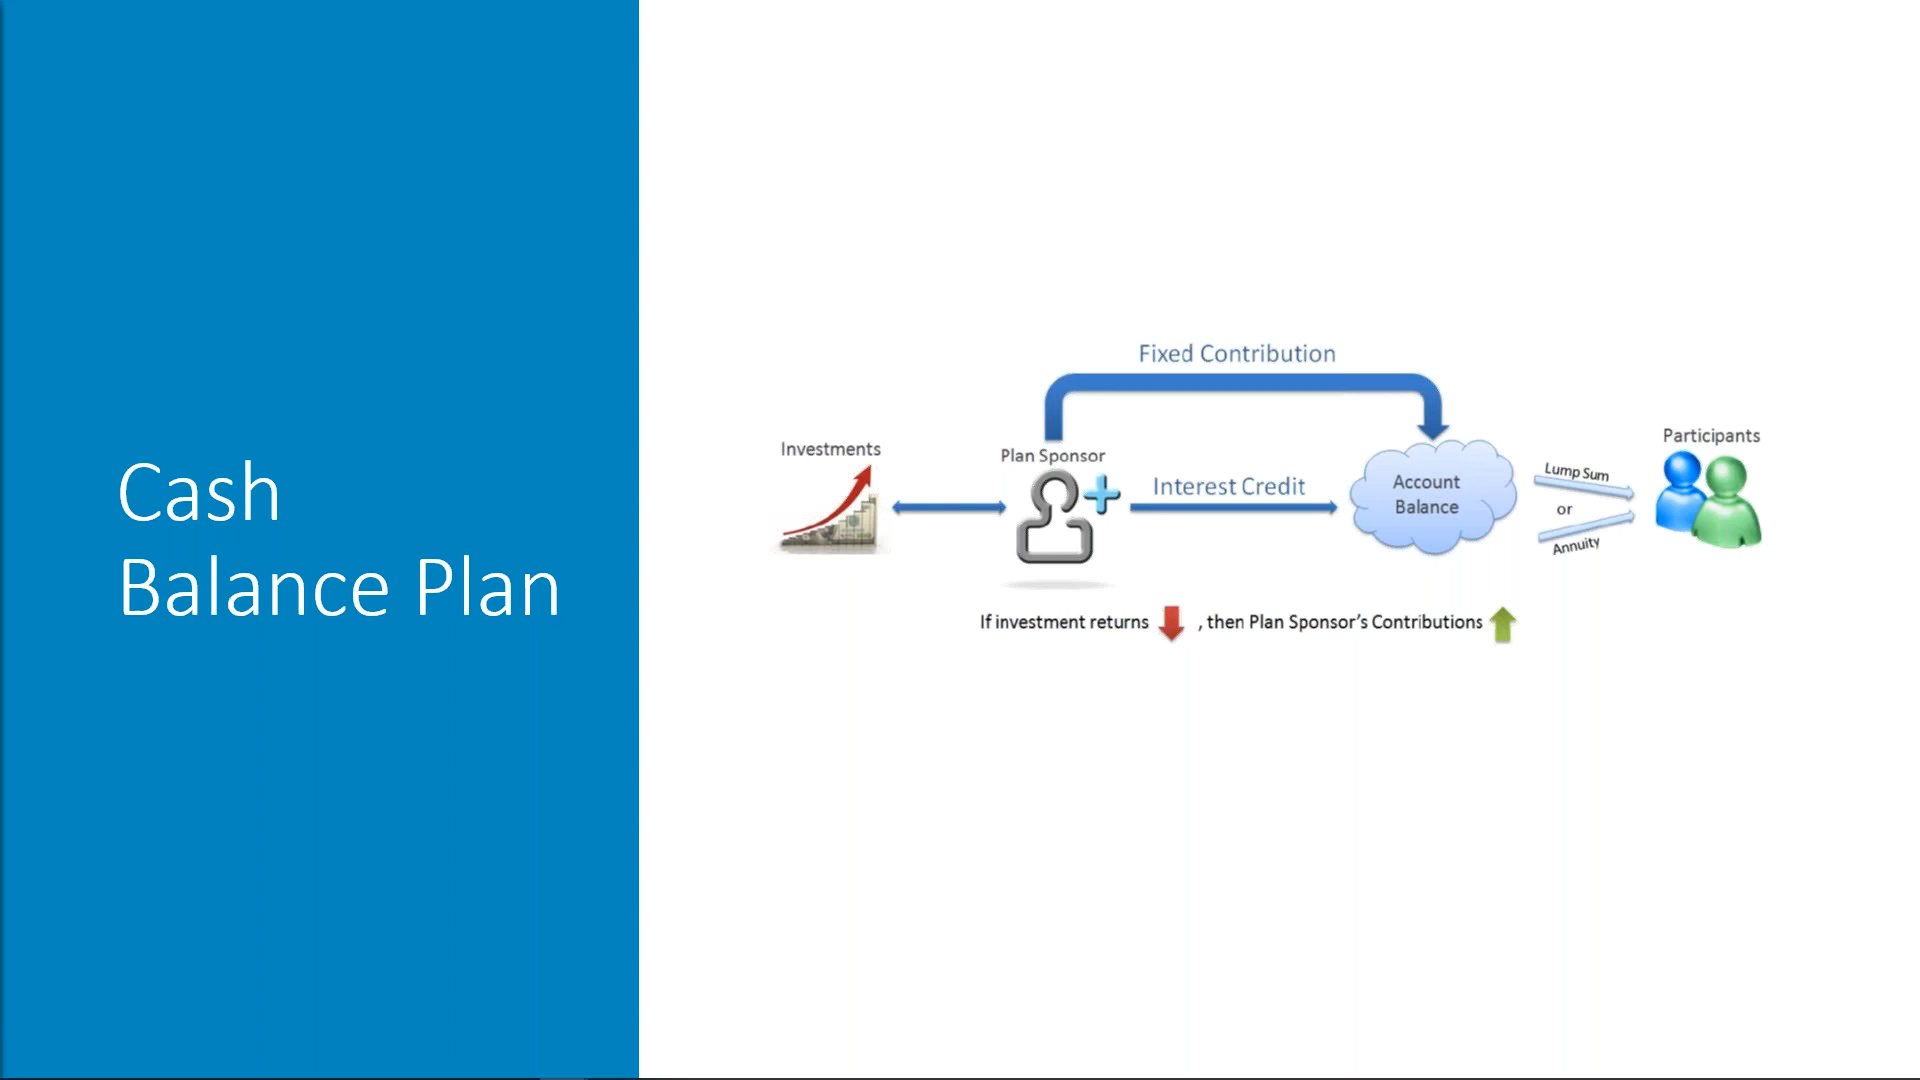 Cash
Balance Plan
Fixed Contribution
Investments
Plan Sponsor
Interest Credit
Account
Balance
Lump Sum
or
Annuity
Participants
If investment returns , then Plan Sponsor’s Contributions